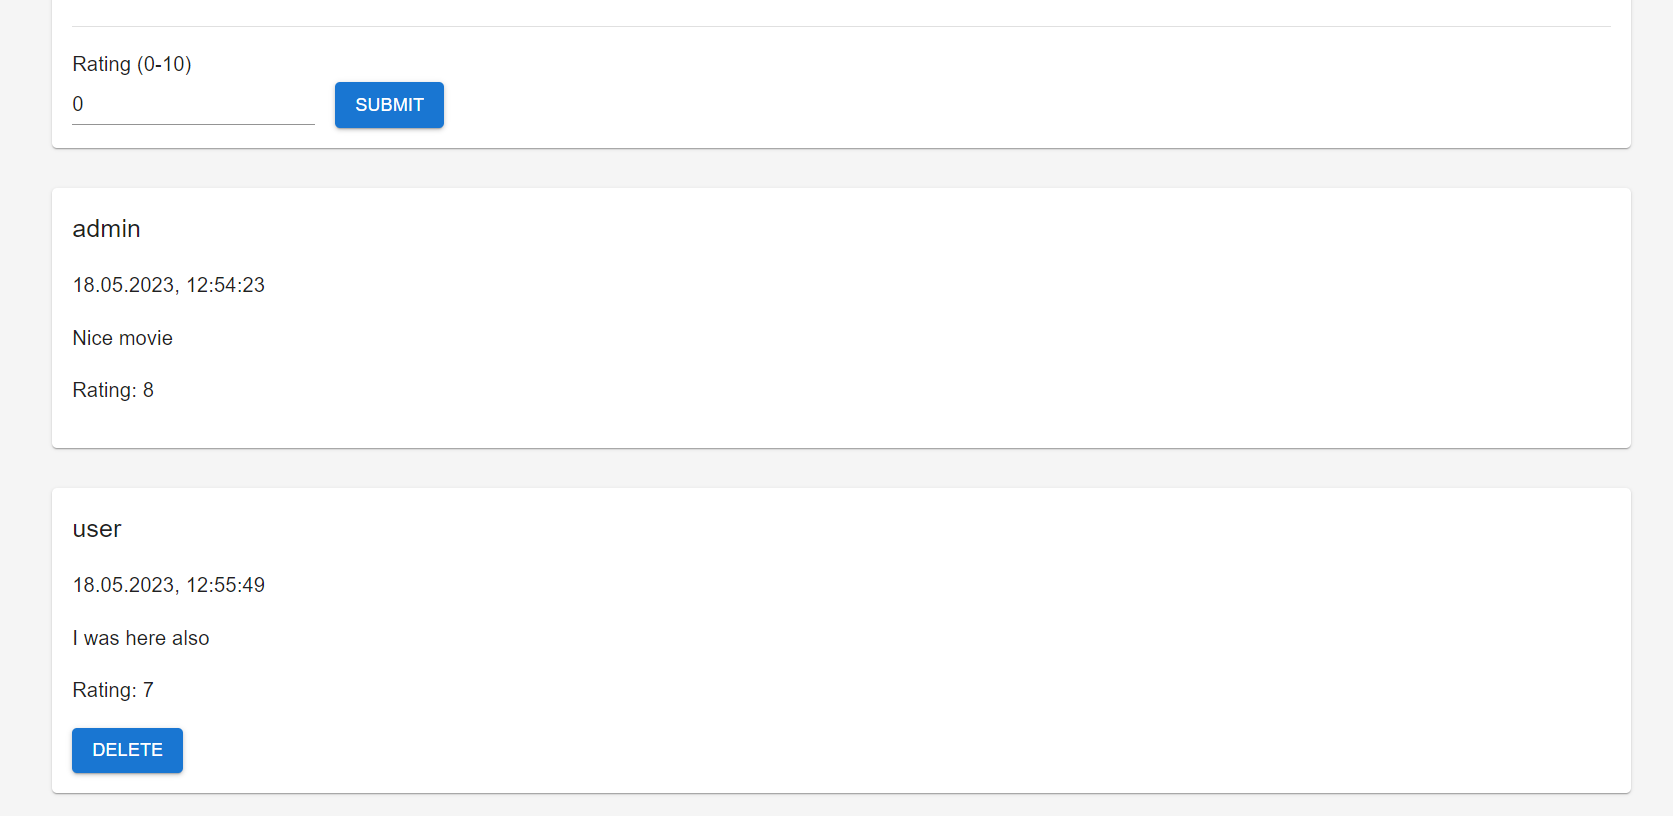 Rating (0-10)
0
SUBMIT
admin
18.05.2023, 12:54:23
Nice movie
Rating: 8
user
18.05.2023, 12:55:49
I was here also
Rating: 7
DELETE